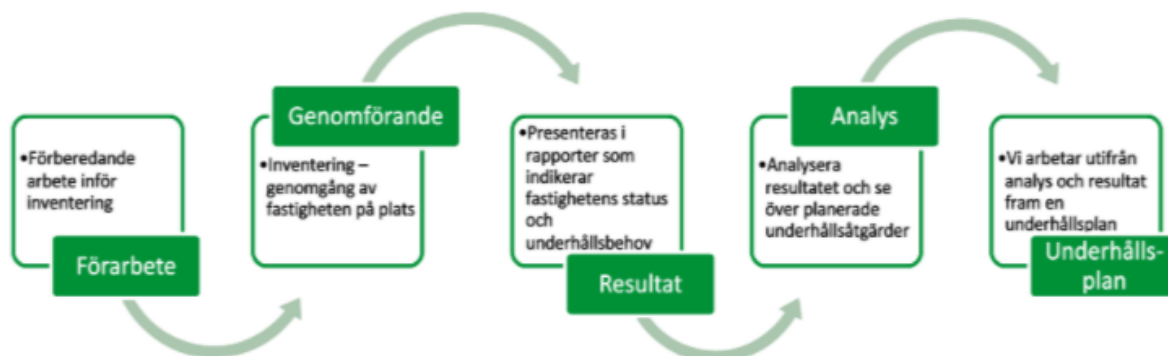 •Förberedande
arbete inför
inventering
Förarbete
Genomförande
•Inventering –
genomgång av
fastigheten på plats
•Presenteras i
rapporter som
indikerar
fastighetens status
och
underhållsbehov
Resultat
Analys
•Analysera
resultatet och se
över planerade
underhållsåtgärder
•Vi arbetar utifrån
analys och resultat
fram en
underhållsplan
Underhålls-
plan